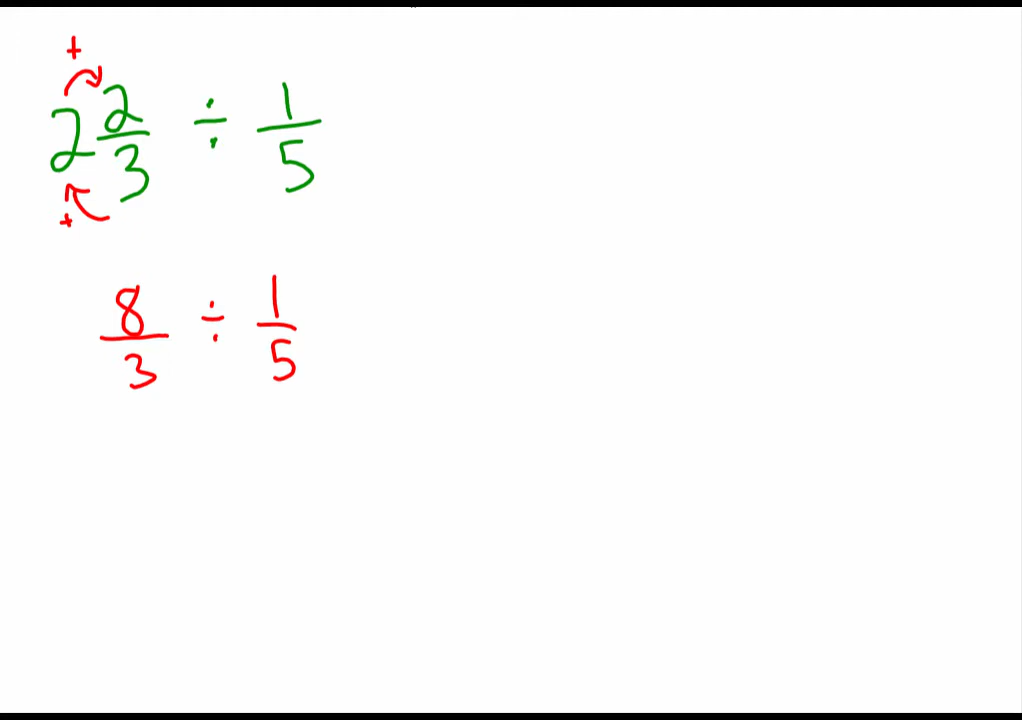 +
2 2/3 ÷ 1/5
+
8/3 ÷ 1/5